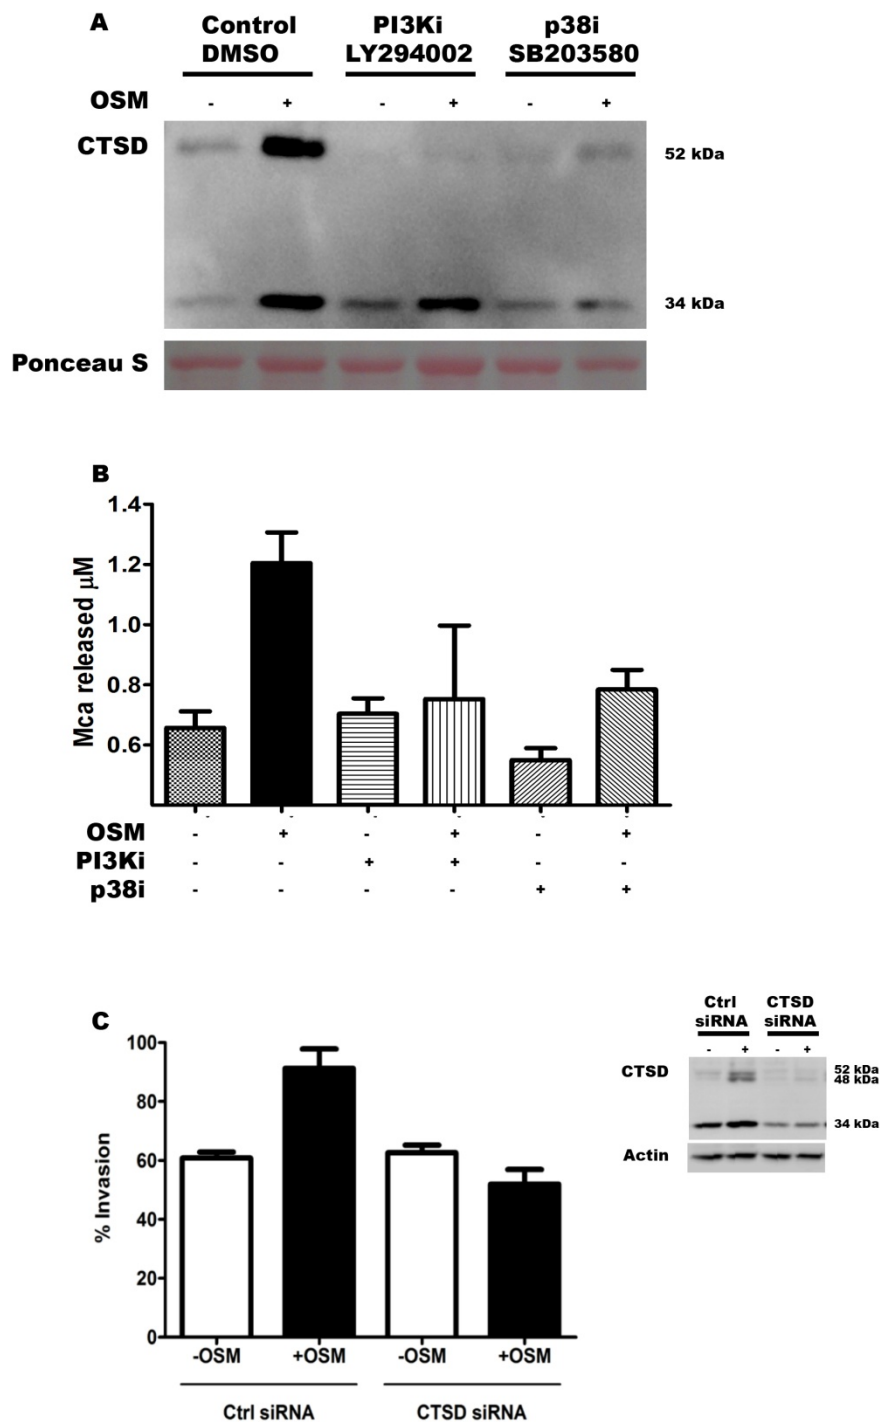 A
Control PI3Ki p38i
DMSO LY294002 SB203580
OSM - + - + - +
CTSD 52 kDa
34 kDa
Ponceau S
B
1.4
1.2
1.0
0.8
0.6
Mca released μM
OSM - + - + - +
PI3Ki - - + + - -
p38i - - - - + +
C
100
80
60
40
20
0
% Invasion
-OSM +OSM -OSM +OSM
Ctrl siRNA CTSD siRNA
Ctrl CTSD
siRNA siRNA
- + - +
CTSD 52 kDa
48 kDa
34 kDa
Actin